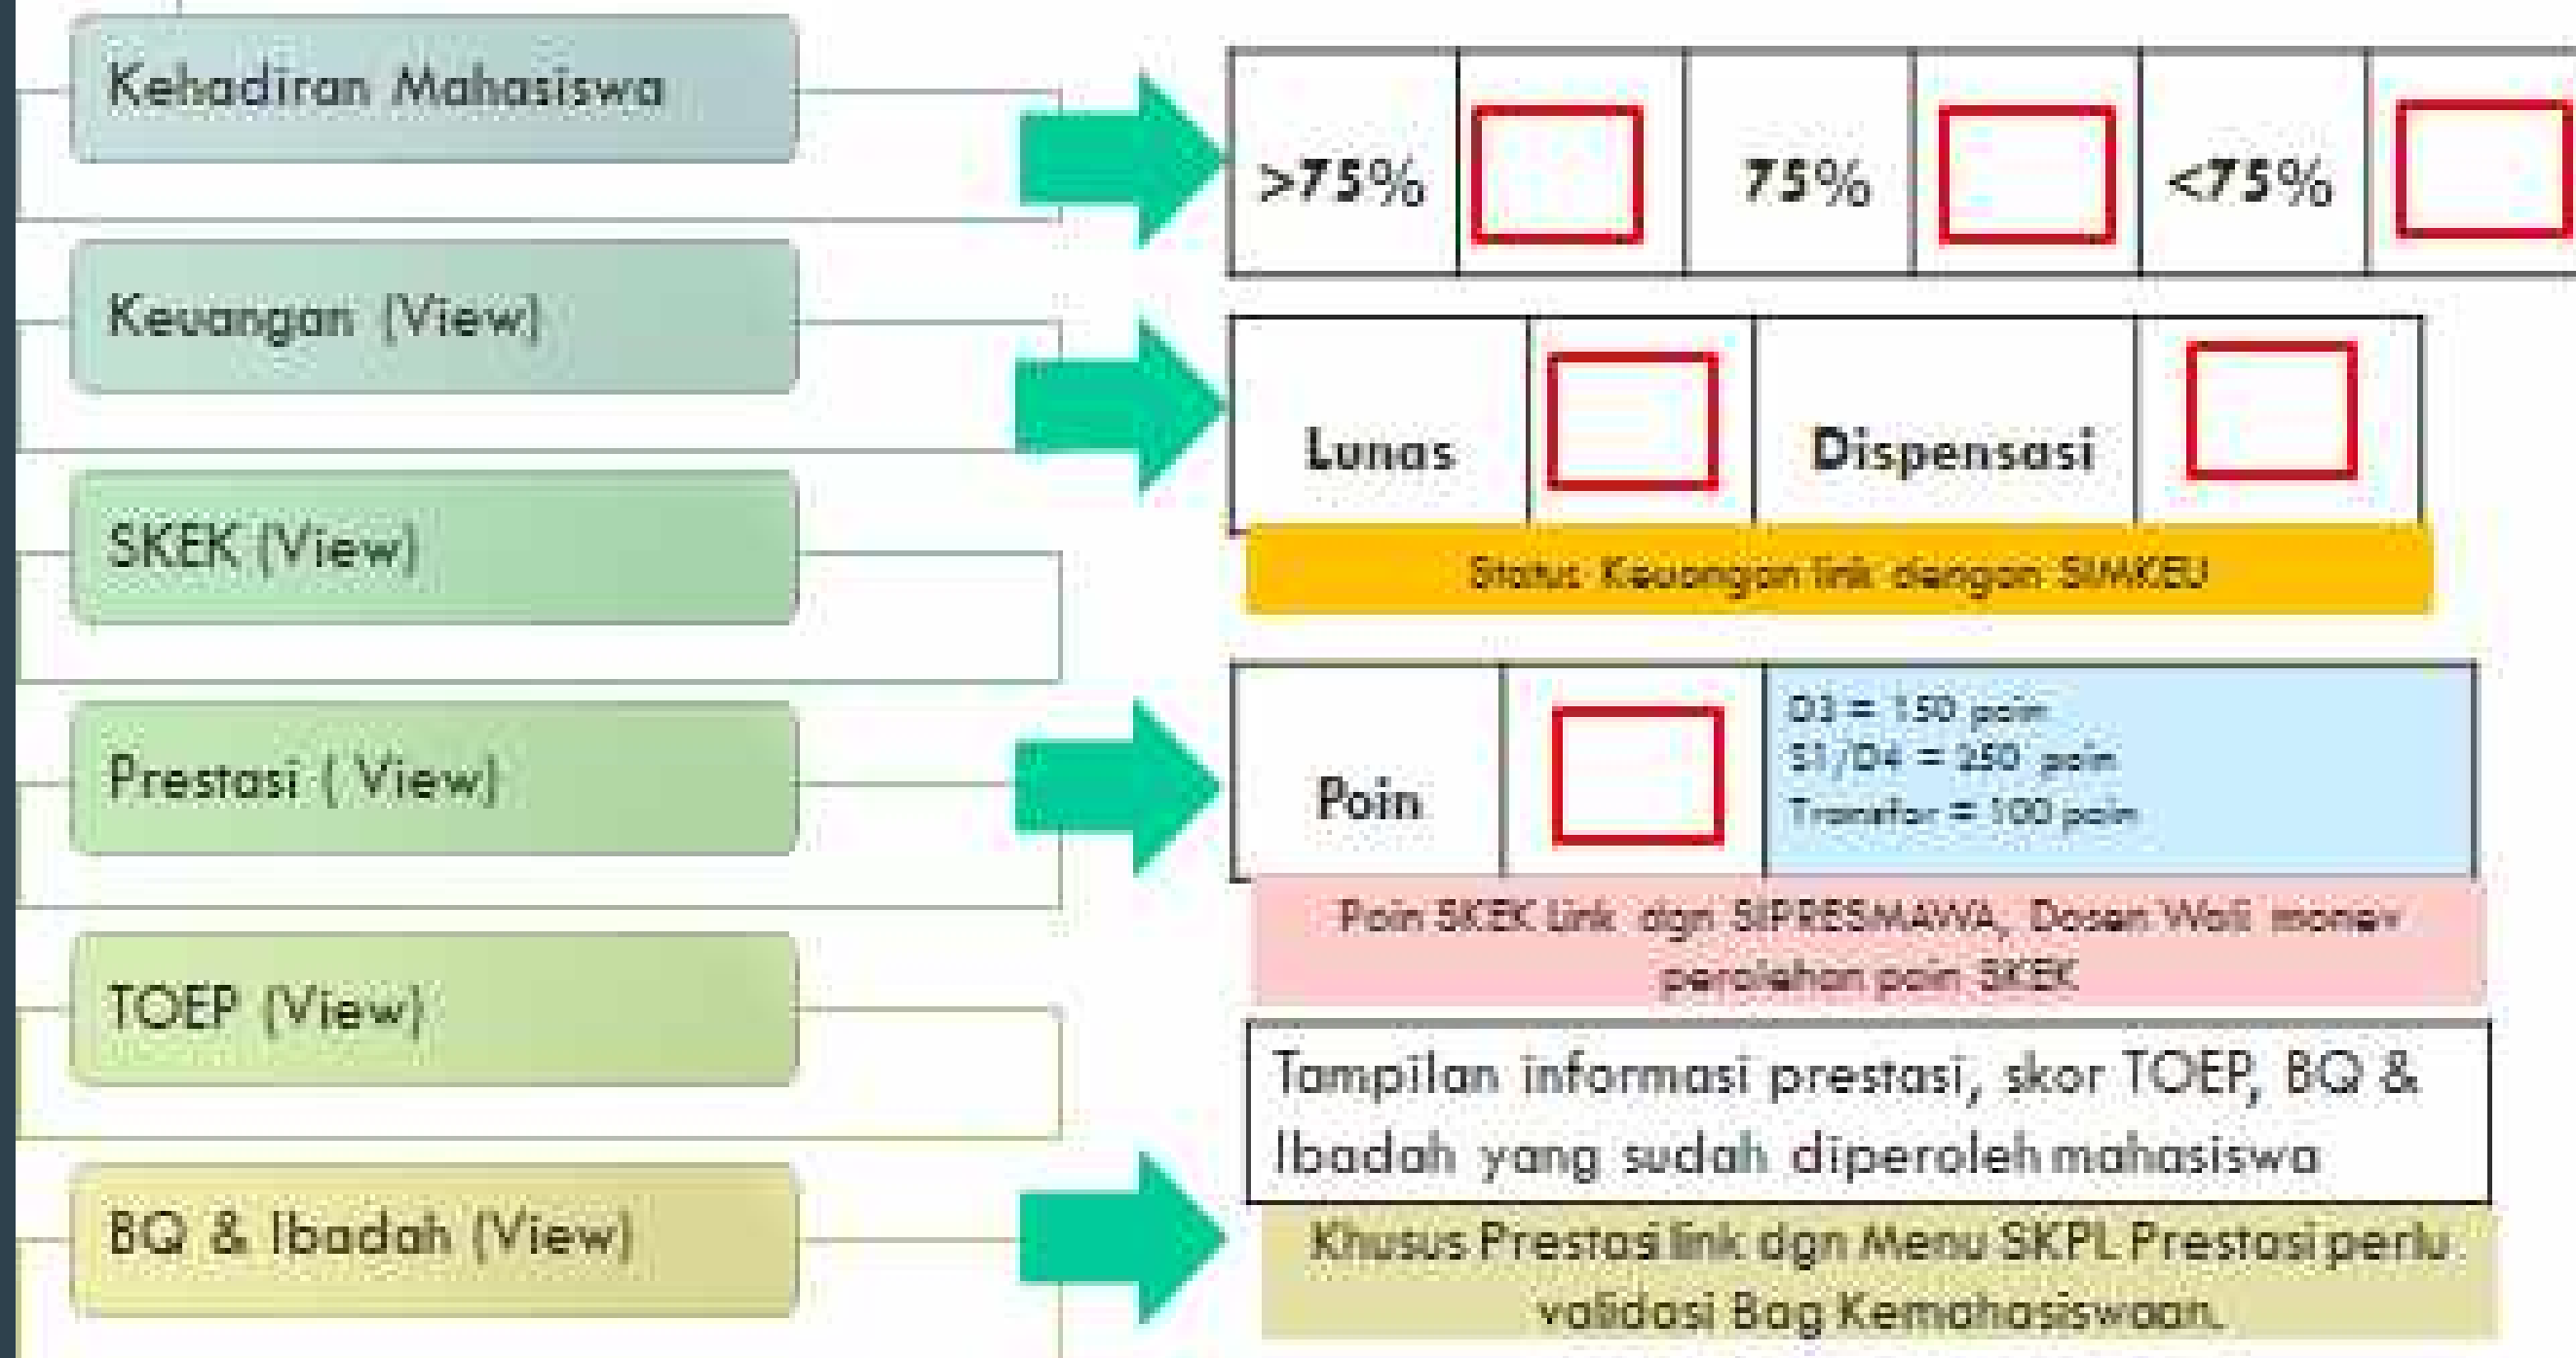 Kehadiran Mahasiswa
>75%
75%
<75%
Keuangan (View)
Lunas
Dispensasi
Status Keuangan link dengan SIMKEU
SKEK (View)
Prestasi ( View)
Poin
D3 = 150 poin
S1/D4 = 250 poin
Transfer = 100 poin
Poin SKEK Link dgn SIPRESMAWA, Dosen Wali monev
perolehan poin SKEK
TOEP (View)
Tampilan informasi prestasi, skor TOEP, BQ &
Ibadah yang sudah diperoleh mahasiswa
BQ & Ibadah (View)
Khusus Prestasi link dgn Menu SKPL Prestasi perlu
validasi Bag Kemahasiswaan.